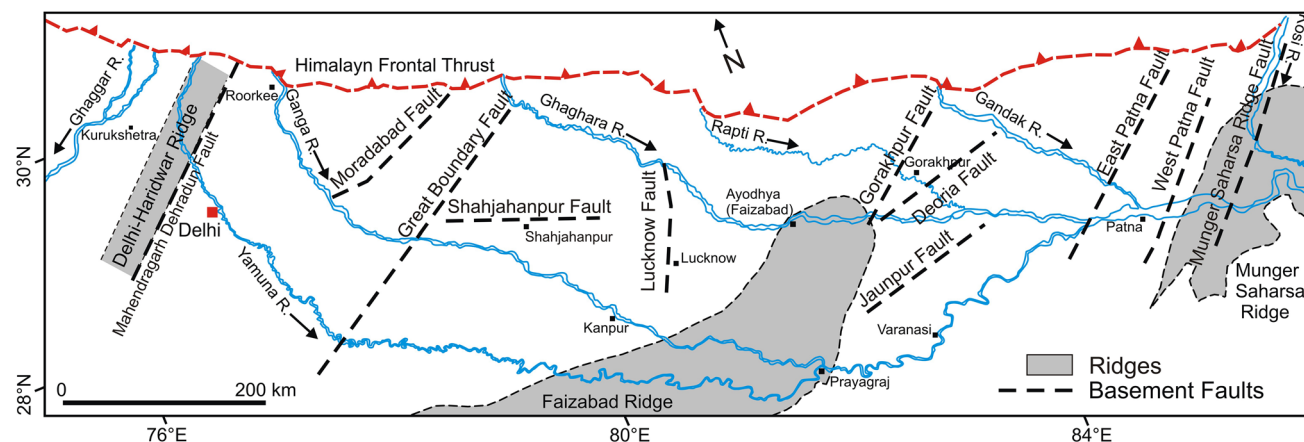 Himalayn Frontal Thrust
N
Ghaggar R.
Kurukshetra
Delhi-Haridwar Ridge
Mahendragarh Dehradup Fault
Roorkee
Ganga R.
Moradabad Fault
Great Boundary Fault
Ghaghara R.
Rapti R.
Gorakhpur Fault
Gorakhpur
Deoria Fault
Gandak R.
East Patna Fault
West Patna Fault
Munger Saharsa Ridge Fault
Kosi R.
Delhi
Yamuna R.
Shahjahanpur Fault
Shahjahanpur
Lucknow Fault
Lucknow
Ayodhya
(Faizabad)
Jaunpur Fault
Patna
Munger
Saharsa
Ridge
Kanpur
Varanasi
Prayagraj
Faizabad Ridge
Ridges
Basement Faults
0 200 km
30°N
28°N
76°E
80°E
84°E